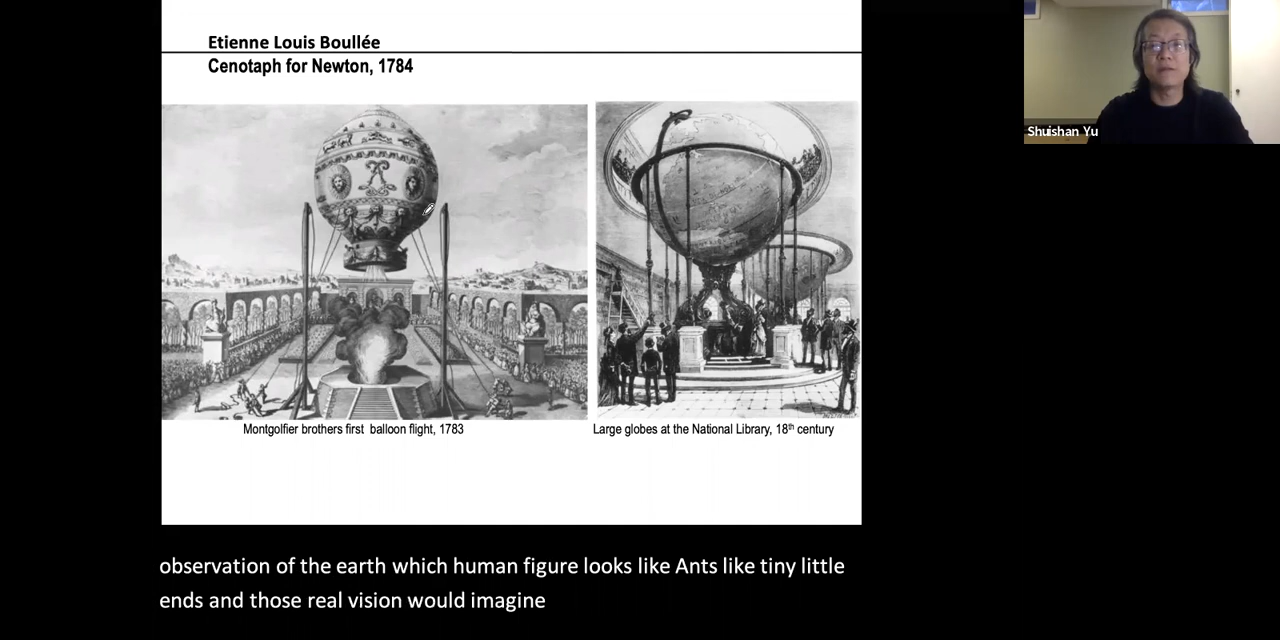 Etienne Louis Boullée
Cenotaph for Newton, 1784
Shuishan Yu
Montgolfier brothers first balloon flight, 1783
Large globes at the National Library, 18th century
observation of the earth which human figure looks like Ants like tiny little
ends and those real vision would imagine